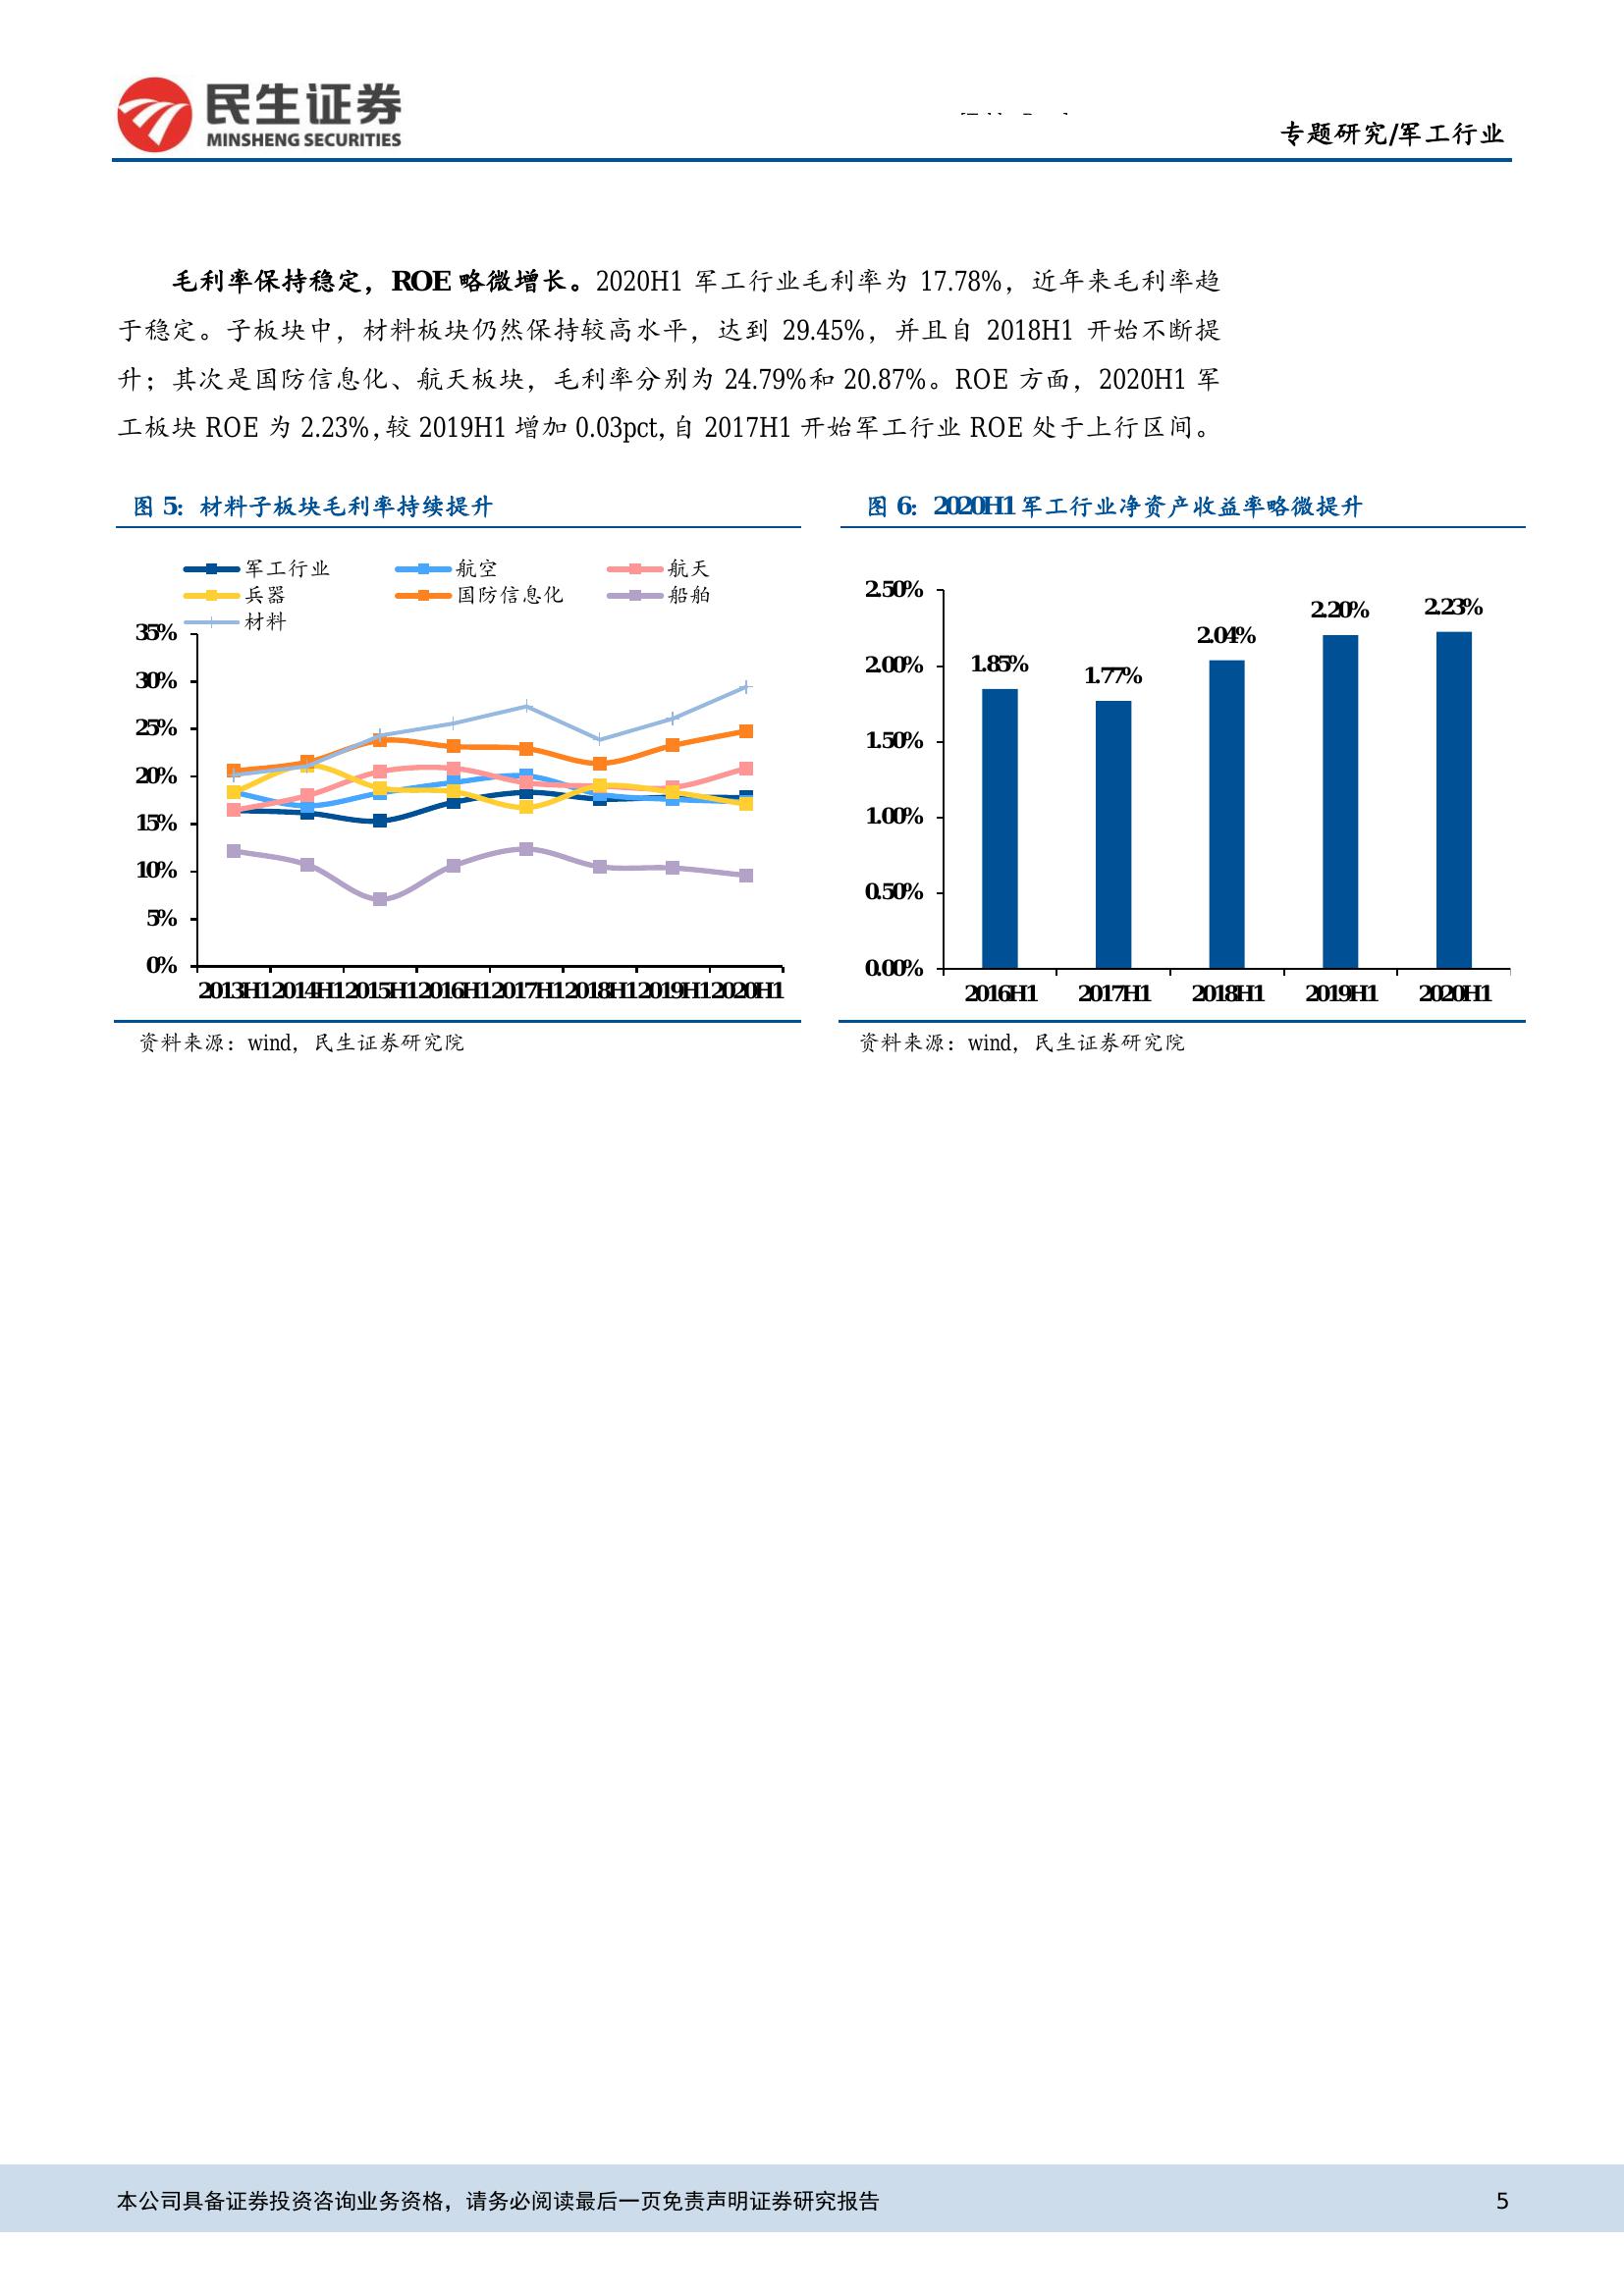 民生证券
MINSHENG SECURITIES
专题研究/军工行业
毛利率保持稳定，ROE 略微增长。2020H1 军工行业毛利率为 17.78%，近年来毛利率趋
于稳定。子板块中，材料板块仍然保持较高水平，达到 29.45%，并且自 2018H1 开始不断提
升；其次是国防信息化、航天板块，毛利率分别为 24.79%和 20.87%。ROE 方面，2020H1 军
工板块 ROE 为 2.23%，较 2019H1 增加 0.03pct，自 2017H1 开始军工行业 ROE 处于上行区间。
图 5：材料子板块毛利率持续提升
军工行业 航空 航天
兵器 国防信息化 船舶
材料
35%
30%
25%
20%
15%
10%
5%
0%
2013H1 2014H1 2015H1 2016H1 2017H1 2018H1 2019H1 2020H1
资料来源：wind，民生证券研究院
图 6：2020H1 军工行业净资产收益率略微提升
2.50%
2.00%
1.50%
1.00%
0.50%
0.00%
1.85% 1.77% 2.04% 2.20% 2.23%
2016H1 2017H1 2018H1 2019H1 2020H1
资料来源：wind，民生证券研究院
本公司具备证券投资咨询业务资格，请务必阅读最后一页免责声明证券研究报告 5